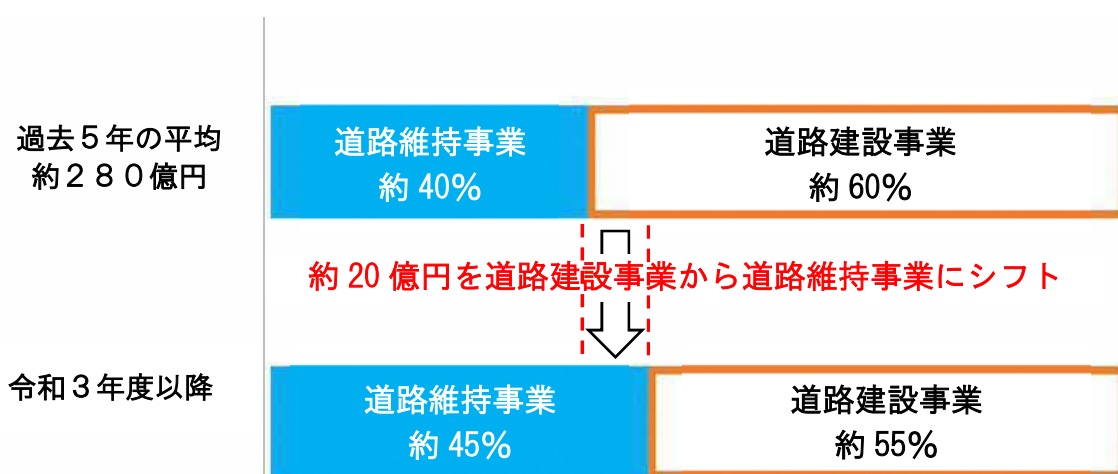 過去５年の平均
約２８０億円
道路維持事業
約 40%
道路建設事業
約 60%
約 20 億円を道路建設事業から道路維持事業にシフト
令和３年度以降
道路維持事業
約 45%
道路建設事業
約 55%